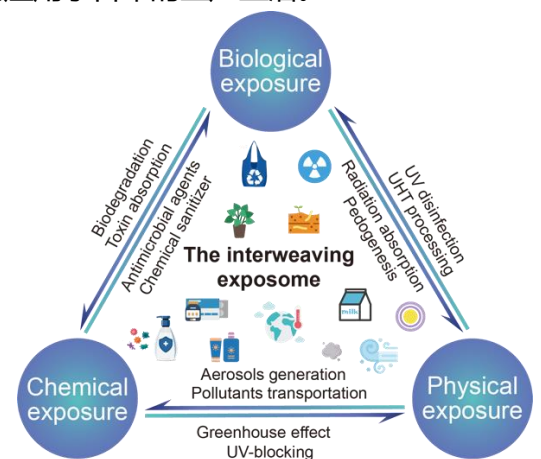 Biological
exposure
Biodegradation
Toxin absorption
Antimicrobial agents
Chemical sanitizer
UV disinfection
UHT processing
Radiation absorption
Pedogenesis
The interweaving
exposome
milk
Chemical
exposure
Aerosols generation
Pollutants transportation
Physical
exposure
Greenhouse effect
UV-blocking